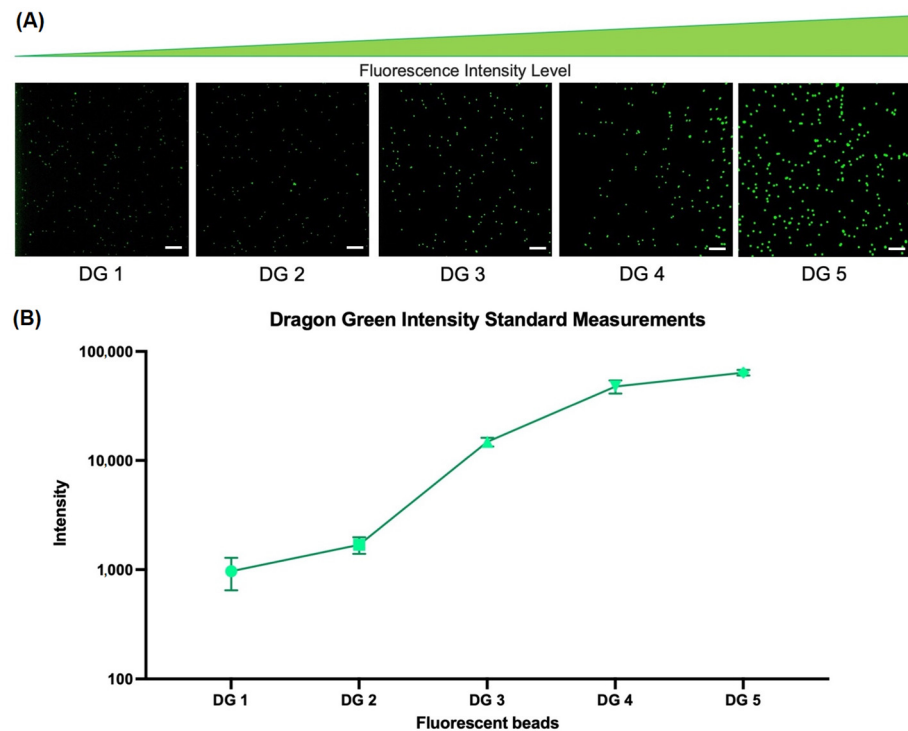 (A)
Fluorescence Intensity Level
DG 1
DG 2
DG 3
DG 4
DG 5
(B)
Dragon Green Intensity Standard Measurements
100,000
10,000
1,000
100
Intensity
DG 1
DG 2
DG 3
DG 4
DG 5
Fluorescent beads